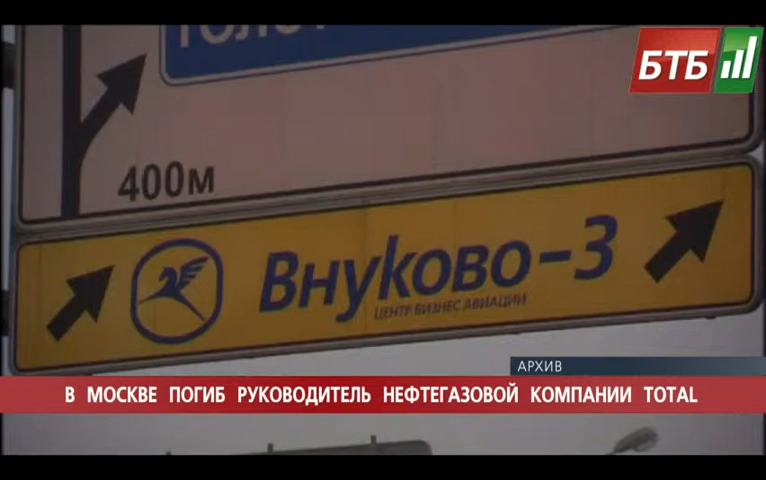 БТБ
400м
Внуково-3
ЦЕНТР БИЗНЕС АВИАЦИИ
АРХИВ
В МОСКВЕ ПОГИБ РУКОВОДИТЕЛЬ НЕФТЕГАЗОВОЙ КОМПАНИИ TOTAL